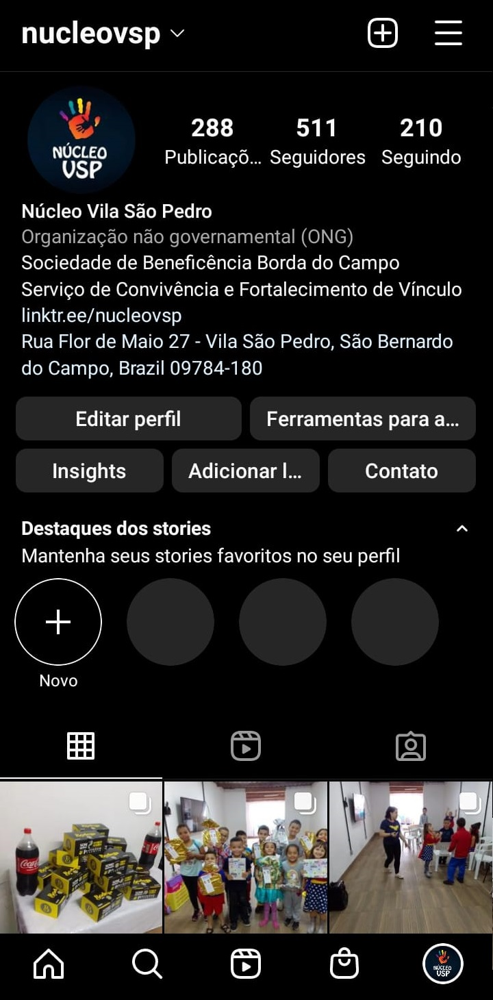 nucleovsp
NÚCLEO
VSP
288
Publicaçõ...
511
Seguidores
210
Seguindo
Núcleo Vila São Pedro
Organização não governamental (ONG)
Sociedade de Beneficência Borda do Campo
Serviço de Convivência e Fortalecimento de Vínculo
linktr.ee/nucleovsp
Rua Flor de Maio 27 - Vila São Pedro, São Bernardo
do Campo, Brazil 09784-180
Editar perfil
Ferramentas para a...
Insights
Adicionar l...
Contato
Destaques dos stories
Mantenha seus stories favoritos no seu perfil
Novo
Coca-Cola
NÚCLEO
VSP